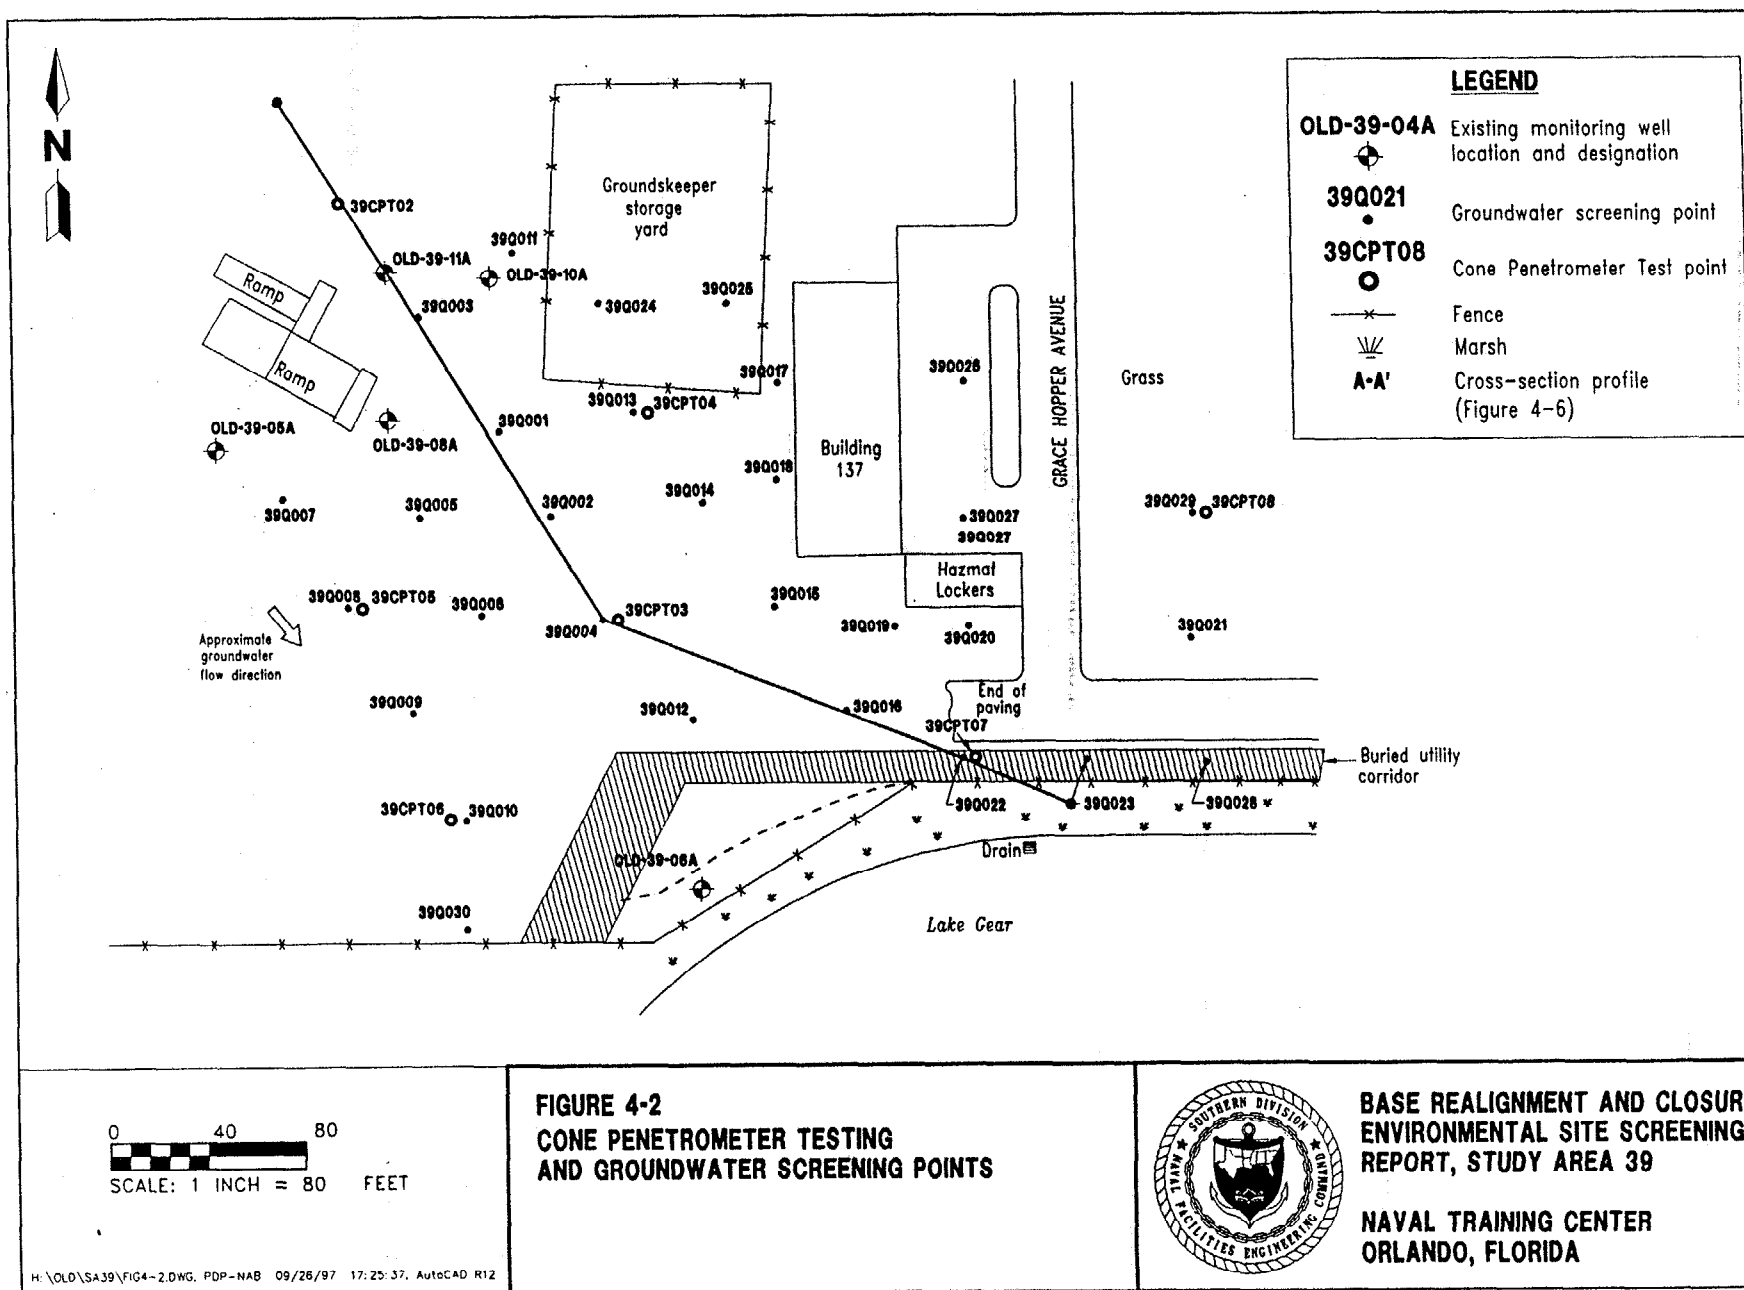 N
39CPT02
OLD-39-11A
39Q011
OLD-39-10A
39Q003
Ramp
Ramp
Groundskeeper
storage
yard
39Q024
39Q025
39Q017
39Q013
39CPT04
39Q001
OLD-39-05A
OLD-39-08A
39Q007
39Q005
39Q002
39Q014
39Q018
Building
137
39Q026
39Q027
39Q027
Hazmat
Lockers
GRACE HOPPER AVENUE
Grass
39Q029
39CPT08
39Q005
39CPT05
39Q006
39CPT03
39Q004
39Q015
39Q019
39Q020
39Q021
Approximate
groundwater
flow direction
39Q009
39Q012
39Q016
End of
paving
39CPT07
Buried utility
corridor
39CPT06
39Q010
39Q022
39Q023
39Q028
Drain
OLD-39-06A
39Q030
Lake Gear
LEGEND
OLD-39-04A
Existing monitoring well
location and designation
39Q021
Groundwater screening point
39CPT08
Cone Penetrometer Test point
Fence
Marsh
A-A'
Cross-section profile
(Figure 4-6)
0 40 80
SCALE: 1 INCH = 80 FEET
H:\OLD\SA39\FIG4-2.DWG, PDP-NAB 09/26/97 17:25:37, AutoCAD R12
FIGURE 4-2
CONE PENETROMETER TESTING
AND GROUNDWATER SCREENING POINTS
SOUTHERN DIVISION
NAVAL FACILITIES ENGINEERING COMMAND
BASE REALIGNMENT AND CLOSUR
ENVIRONMENTAL SITE SCREENING
REPORT, STUDY AREA 39
NAVAL TRAINING CENTER
ORLANDO, FLORIDA